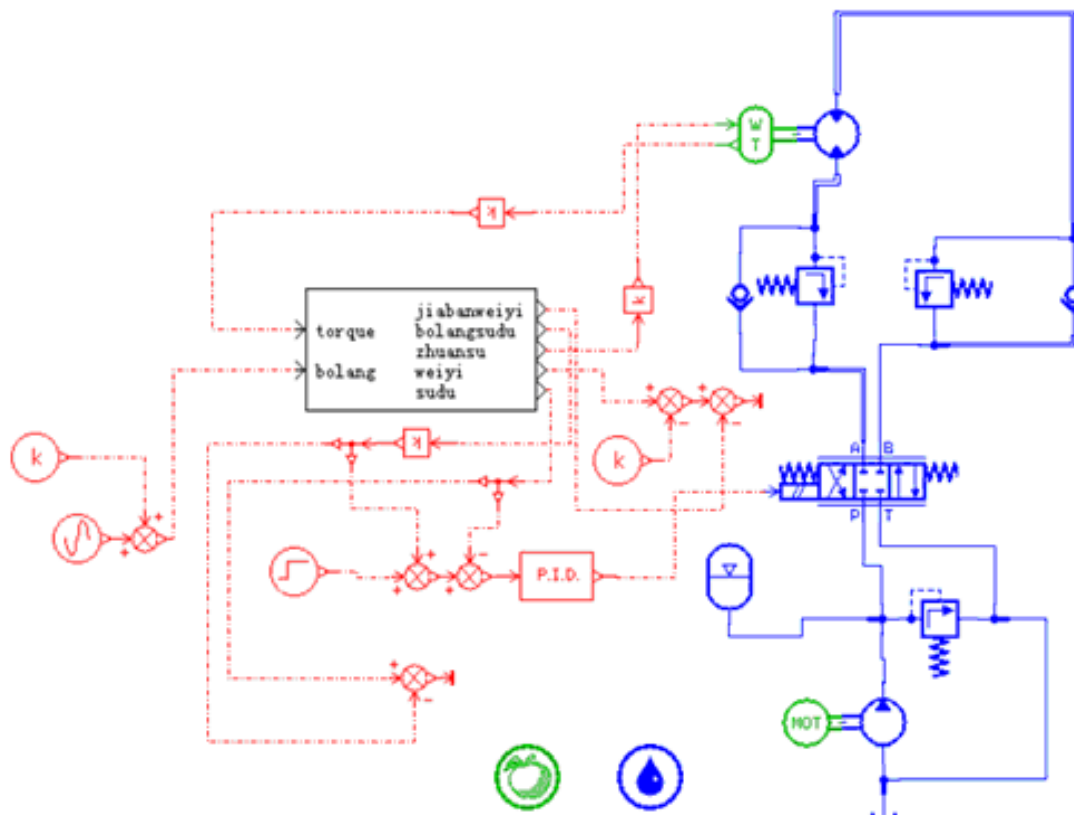 W
T
k
k
torque
bolang
jiabanweiyi
bolangsudu
zhuansu
weiyi
sudu
k
k
k
A B
P T
P.I.D.
MOT